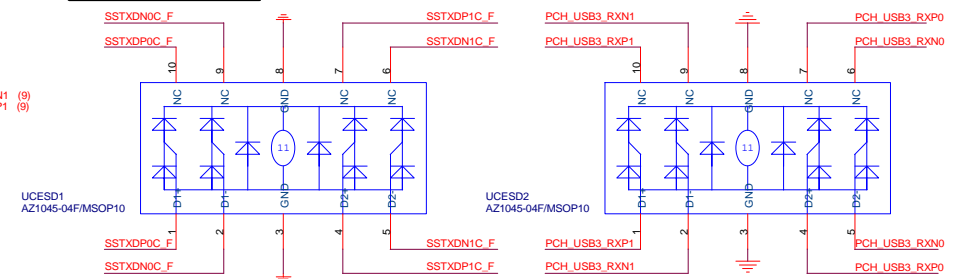 SSTXDN0C_F SSTXDP1C_F PCH_USB3_RXN1 PCH_USB3_RXP0
SSTXDP0C_F SSTXDN1C_F PCH_USB3_RXP1 PCH_USB3_RXN0
10 9 8 7 6 10 9 8 7 6
N1 (9)
P1 (9)
NC NC GND NC NC NC NC GND NC NC
11 11
D1+ D1- GND D2+ D2- D1+ D1- GND D2+ D2-
UCESD1 UCESD2
AZ1045-04F/MSOP10 AZ1045-04F/MSOP10
1 2 3 4 5 1 2 3 4 5
SSTXDP0C_F SSTXDN1C_F PCH_USB3_RXP1 PCH_USB3_RXN0
SSTXDN0C_F SSTXDP1C_F PCH_USB3_RXN1 PCH_USB3_RXP0